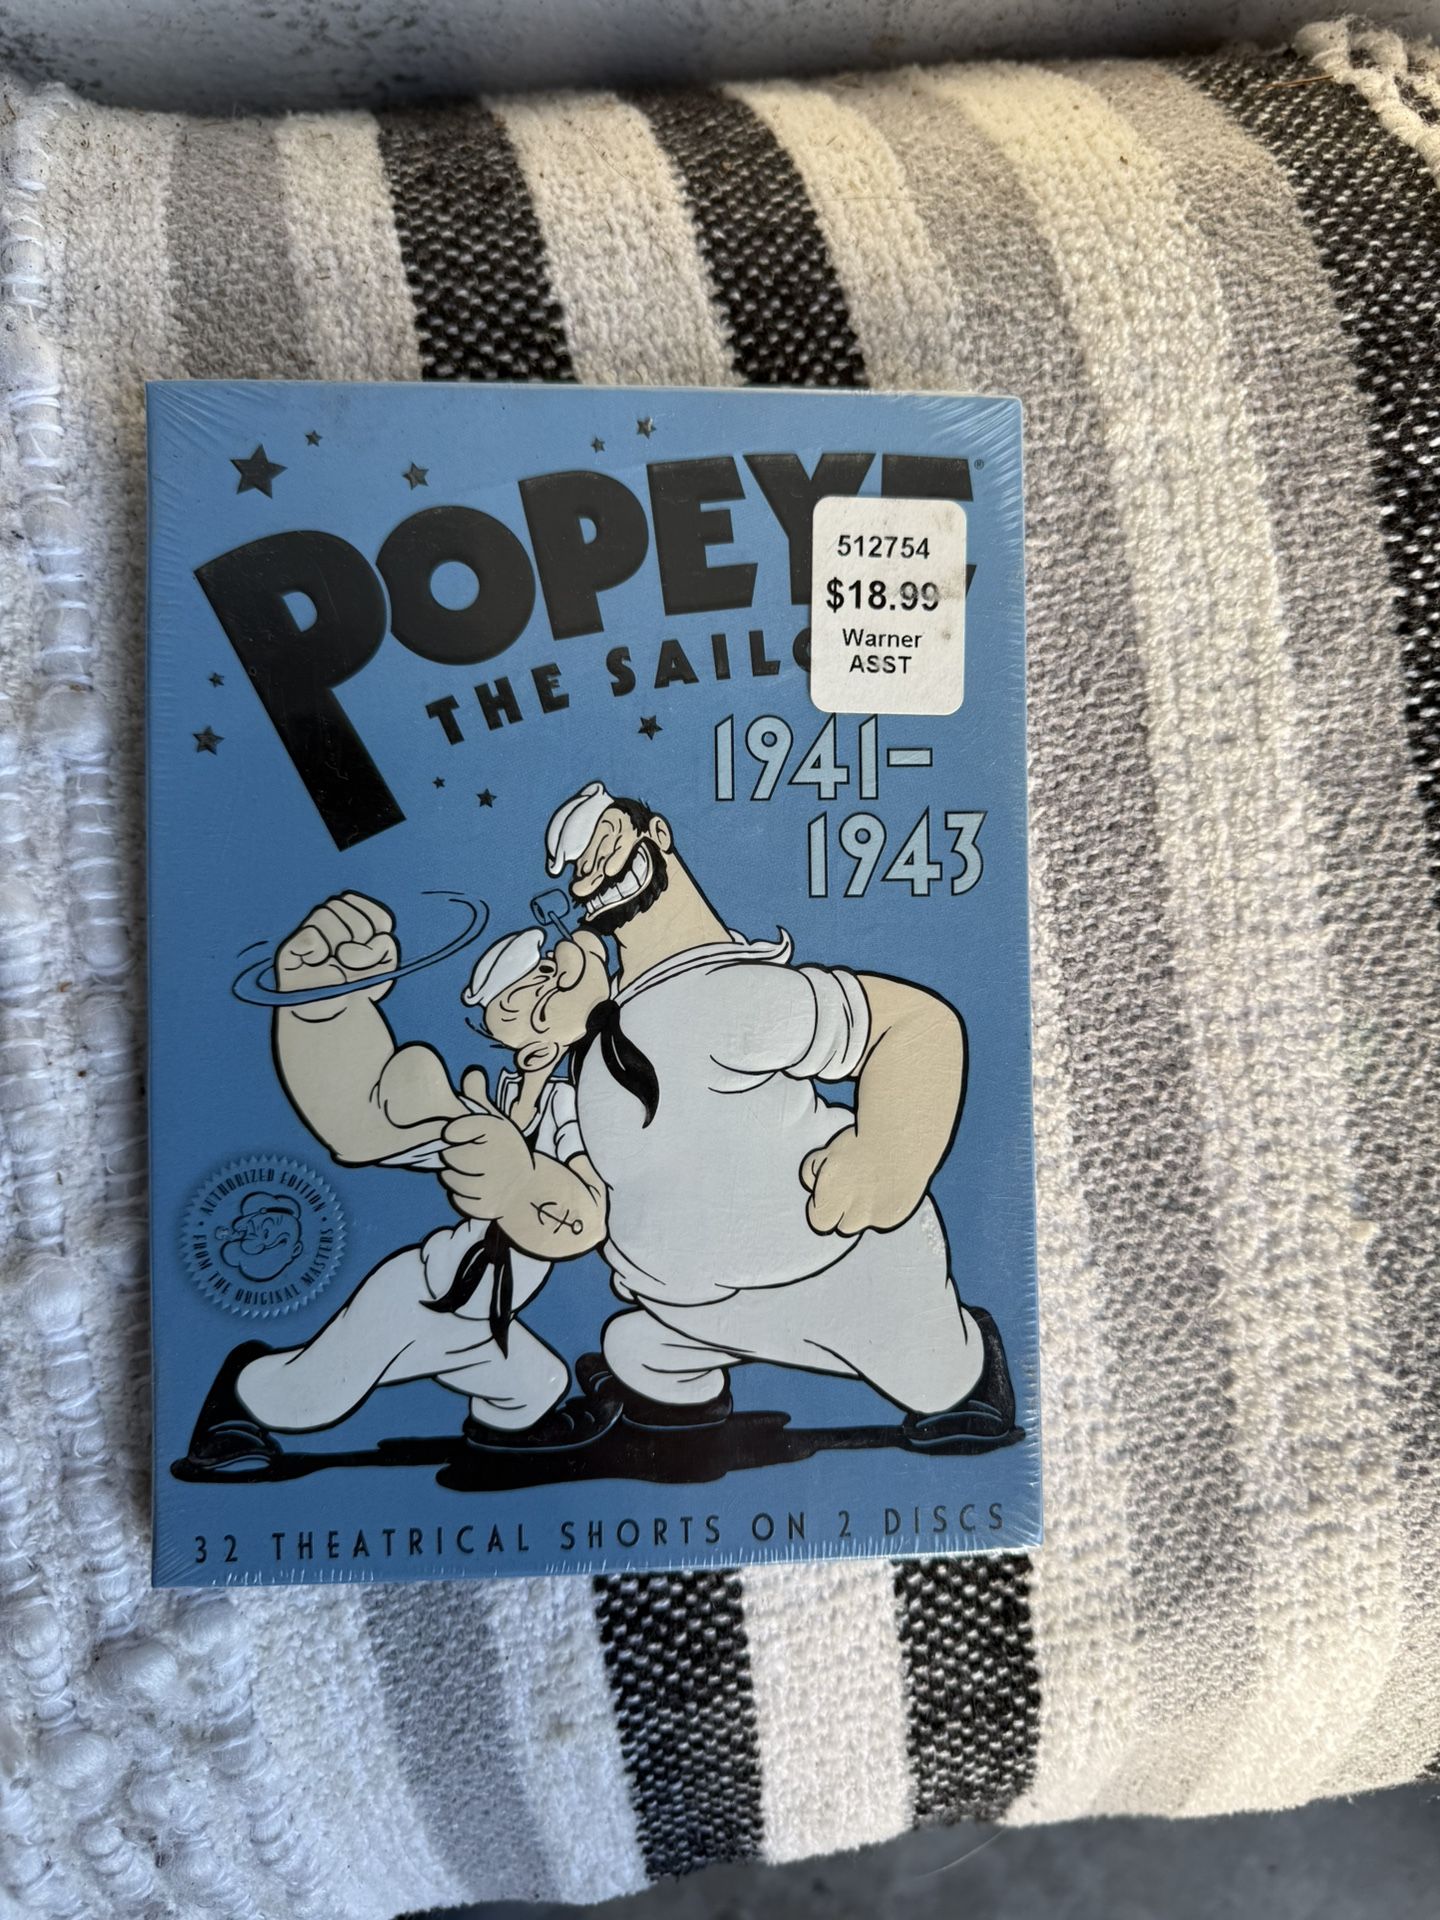 POPEYE®
THE SAILO
512754
$18.99
Warner
ASST
1941-
1943
AUTHORIZED EDITION
FROM THE ORIGINAL MASTERS
32 THEATRICAL SHORTS ON 2 DISCS